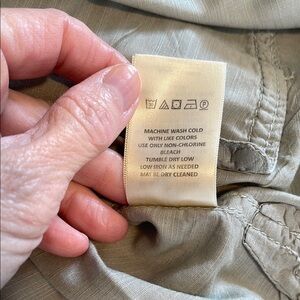 MACHINE WASH COLD
WITH LIKE COLORS
USE ONLY NON-CHLORINE
BLEACH
TUMBLE DRY LOW
LOW IRON AS NEEDED
MAY BE DRY CLEANED